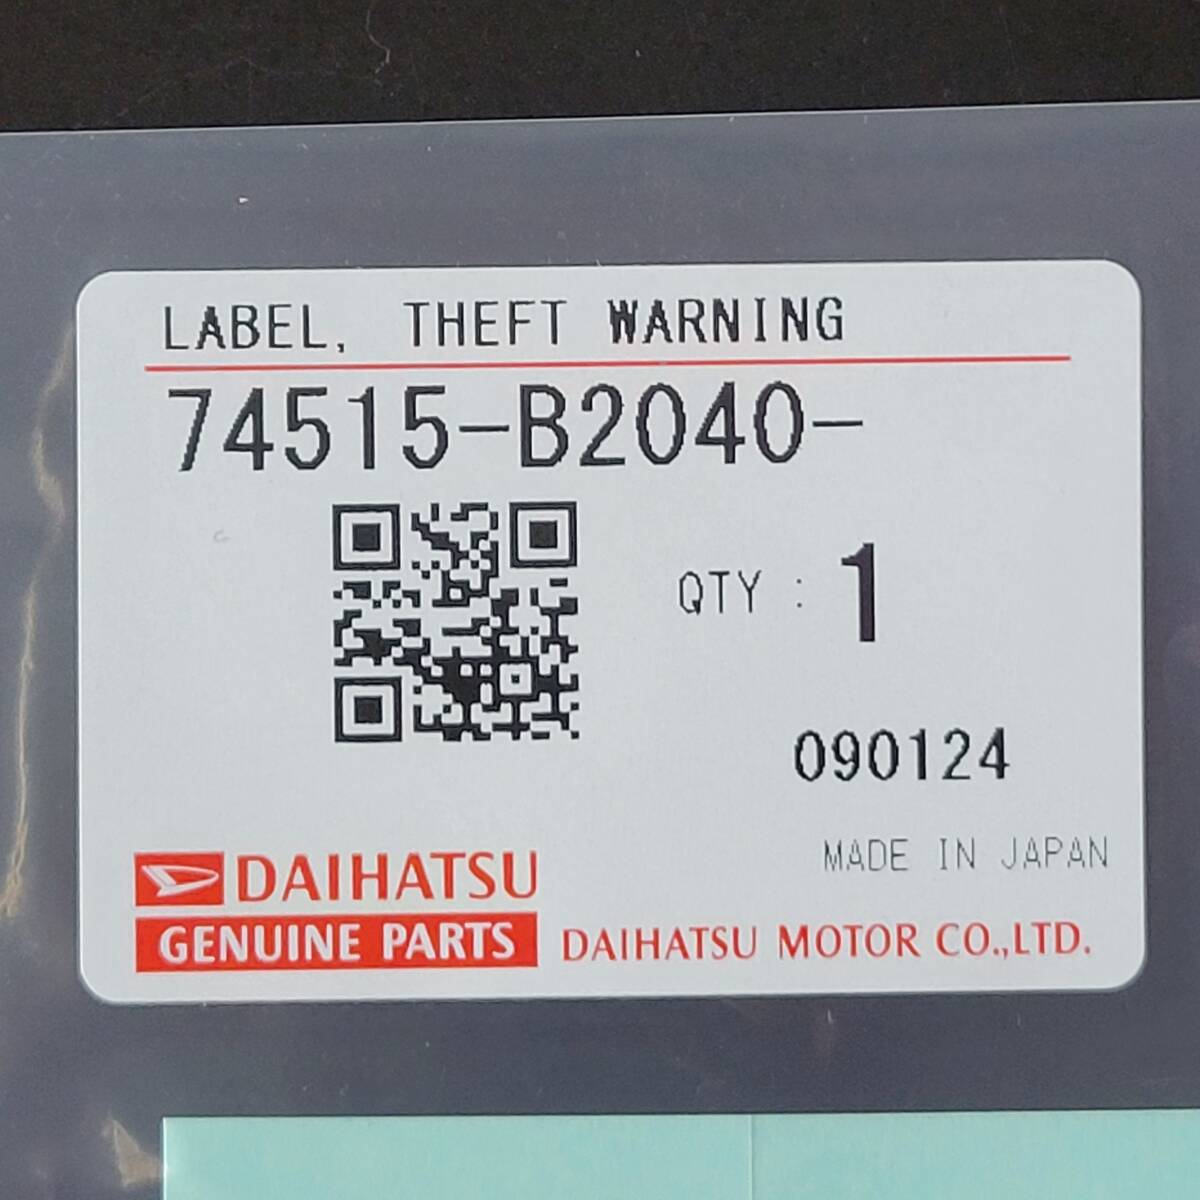 LABEL, THEFT WARNING
74515-B2040-
QTY : 1
090124
MADE IN JAPAN
DAIHATSU
GENUINE PARTS DAIHATSU MOTOR CO.,LTD.